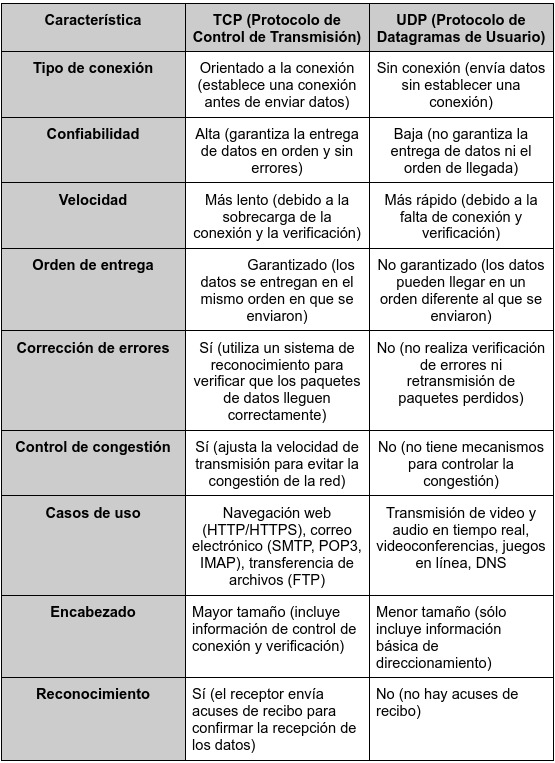 Característica
TCP (Protocolo de
Control de Transmisión)
UDP (Protocolo de
Datagramas de Usuario)
Tipo de conexión
Orientado a la conexión
(establece una conexión
antes de enviar datos)
Sin conexión (envía datos
sin establecer una
conexión)
Confiabilidad
Alta (garantiza la entrega
de datos en orden y sin
errores)
Baja (no garantiza la
entrega de datos ni el
orden de llegada)
Velocidad
Más lento (debido a la
sobrecarga de la
conexión y la verificación)
Más rápido (debido a la
falta de conexión y
verificación)
Orden de entrega
Garantizado (los
datos se entregan en el
mismo orden en que se
enviaron)
No garantizado (los datos
pueden llegar en un
orden diferente al que se
enviaron)
Corrección de errores
Sí (utiliza un sistema de
reconocimiento para
verificar que los paquetes
de datos lleguen
correctamente)
No (no realiza verificación
de errores ni
retransmisión de
paquetes perdidos)
Control de congestión
Sí (ajusta la velocidad de
transmisión para evitar la
congestión de la red)
No (no tiene mecanismos
para controlar la
congestión)
Casos de uso
Navegación web
(HTTP/HTTPS), correo
electrónico (SMTP, POP3,
IMAP), transferencia de
archivos (FTP)
Transmisión de video y
audio en tiempo real,
videoconferencias, juegos
en línea, DNS
Encabezado
Mayor tamaño (incluye
información de control de
conexión y verificación)
Menor tamaño (sólo
incluye información
básica de
direccionamiento)
Reconocimiento
Sí (el receptor envía
acuses de recibo para
confirmar la recepción de
los datos)
No (no hay acuses de
recibo)